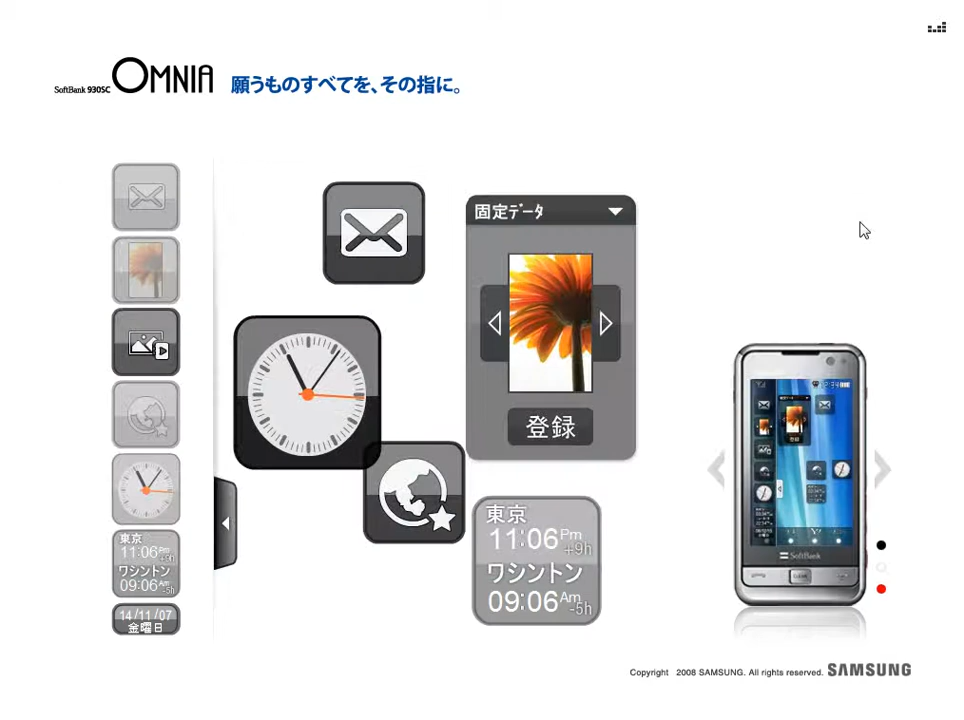 SoftBank 930SC OMNIA 願うものすべてを、その指に。
固定データ
登録
東京
11:06 Pm
+9h
ワシントン
09:06 Am
-5h
東京
11:06 Pm
+9h
ワシントン
09:06 Am
-5h
14/11/07
金曜日
SoftBank
Copyright 2008 SAMSUNG. All rights reserved. SAMSUNG